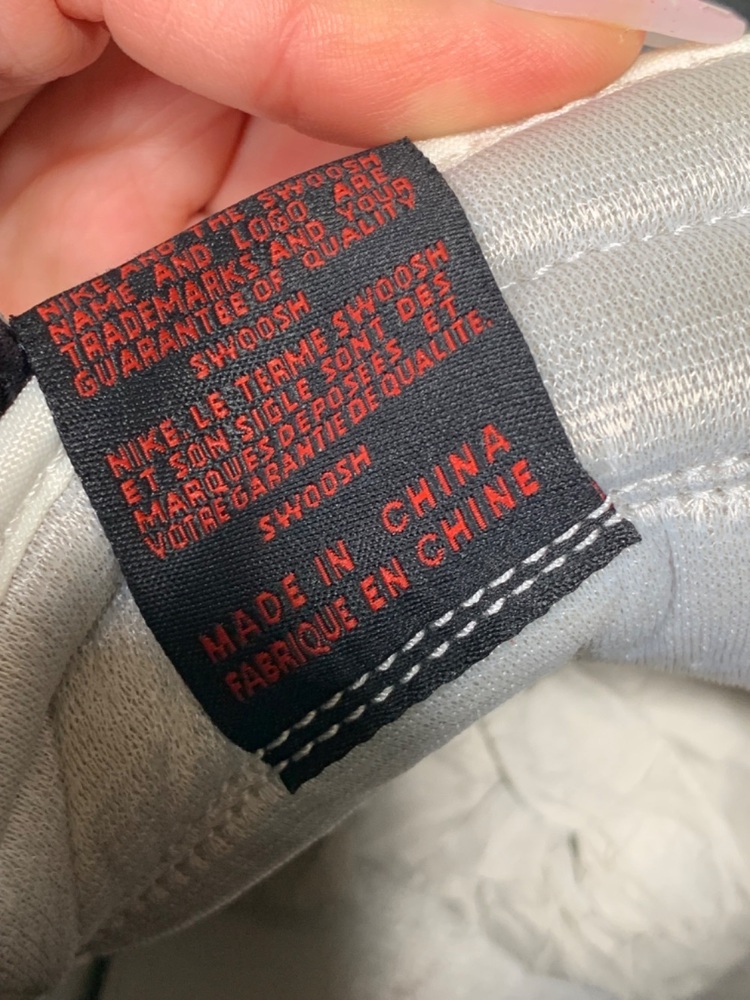 NIKE AND THE SWOOSH
NAME AND LOGO ARE
TRADEMARKS AND YOUR
GUARANTEE OF QUALITY
SWOOSH
NIKE LE TERME SWOOSH
ET SON SIGLE SONT DES
MARQUES DEPOSEES ET
VOTRE GARANTIE DE QUALITE.
SWOOSH
MADE IN CHINA
FABRIQUE EN CHINE